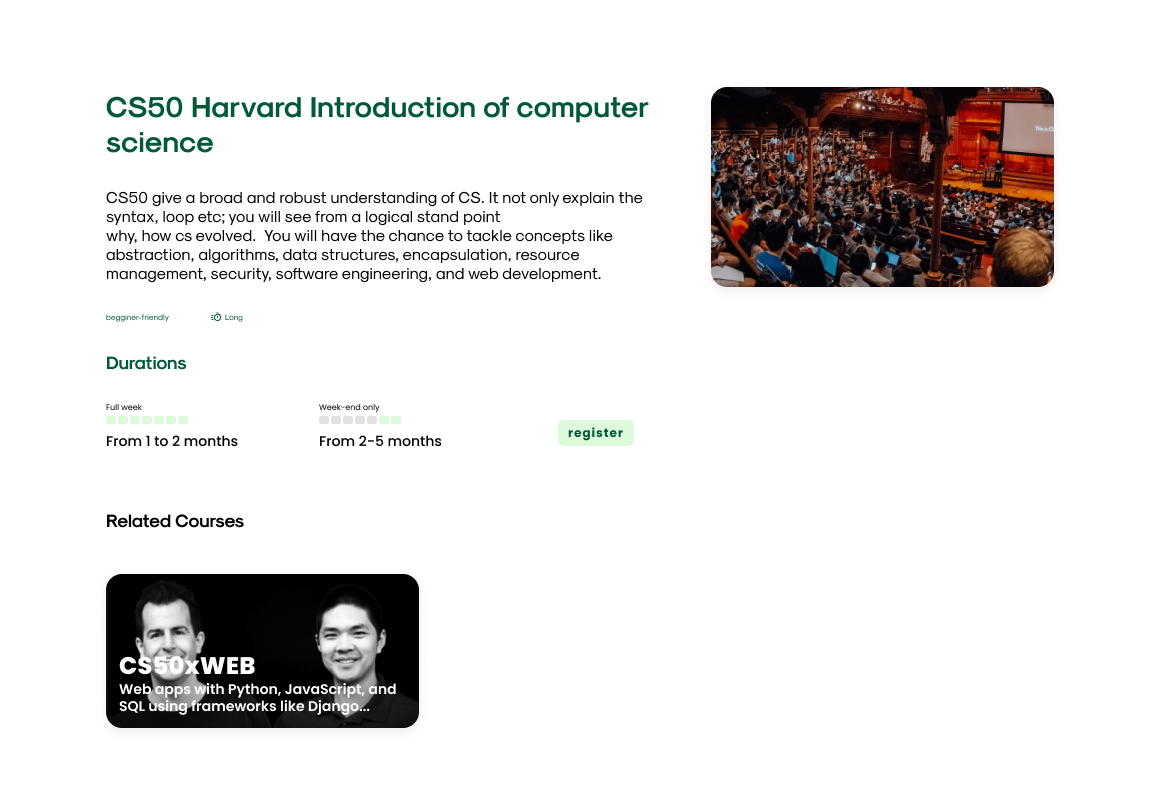 CS50 Harvard Introduction of computer
science
CS50 give a broad and robust understanding of CS. It not only explain the
syntax, loop etc; you will see from a logical stand point
why, how cs evolved.  You will have the chance to tackle concepts like
abstraction, algorithms, data structures, encapsulation, resource
management, security, software engineering, and web development.
begginer-friendly
Long
Durations
Full week
Week-end only
From 1 to 2 months
From 2-5 months
register
Related Courses
CS50xWEB
Web apps with Python, JavaScript, and
SQL using frameworks like Django...